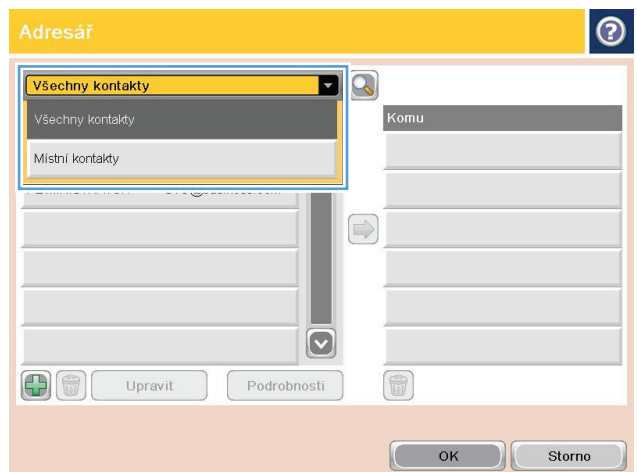 Adresář
Všechny kontakty
Všechny kontakty
Místní kontakty
Komu
Upravit
Podrobnosti
OK
Storno